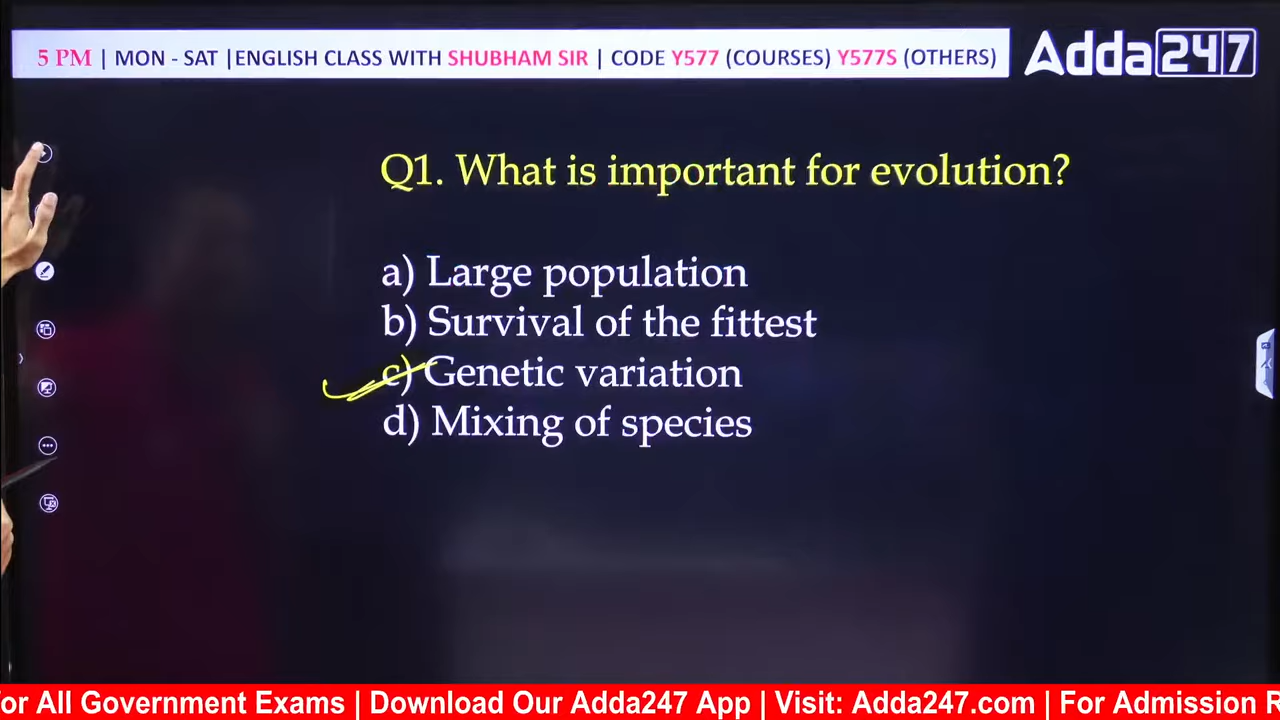 5 PM | MON - SAT |ENGLISH CLASS WITH SHUBHAM SIR | CODE Y577 (COURSES) Y577S (OTHERS)
Adda247
Q1. What is important for evolution?
a) Large population
b) Survival of the fittest
c) Genetic variation
d) Mixing of species
For All Government Exams | Download Our Adda247 App | Visit: Adda247.com | For Admission R